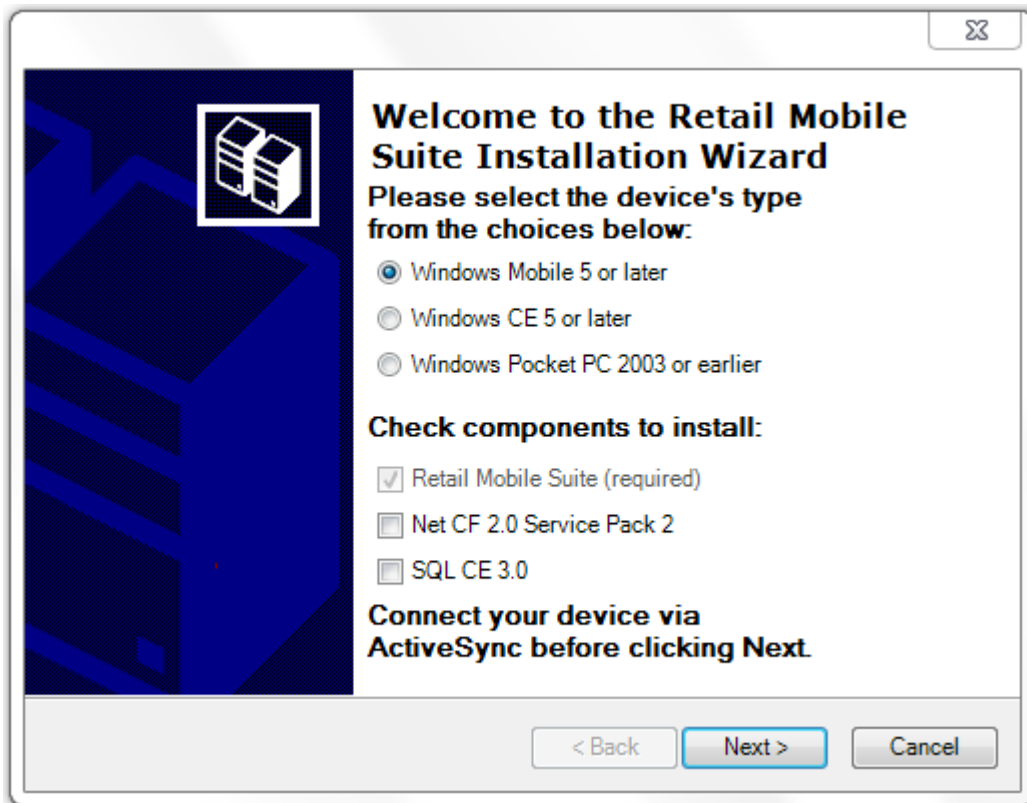 Welcome to the Retail Mobile
Suite Installation Wizard
Please select the device's type
from the choices below:
Windows Mobile 5 or later
Windows CE 5 or later
Windows Pocket PC 2003 or earlier
Check components to install:
Retail Mobile Suite (required)
Net CF 2.0 Service Pack 2
SQL CE 3.0
Connect your device via
ActiveSync before clicking Next.
< Back Next > Cancel